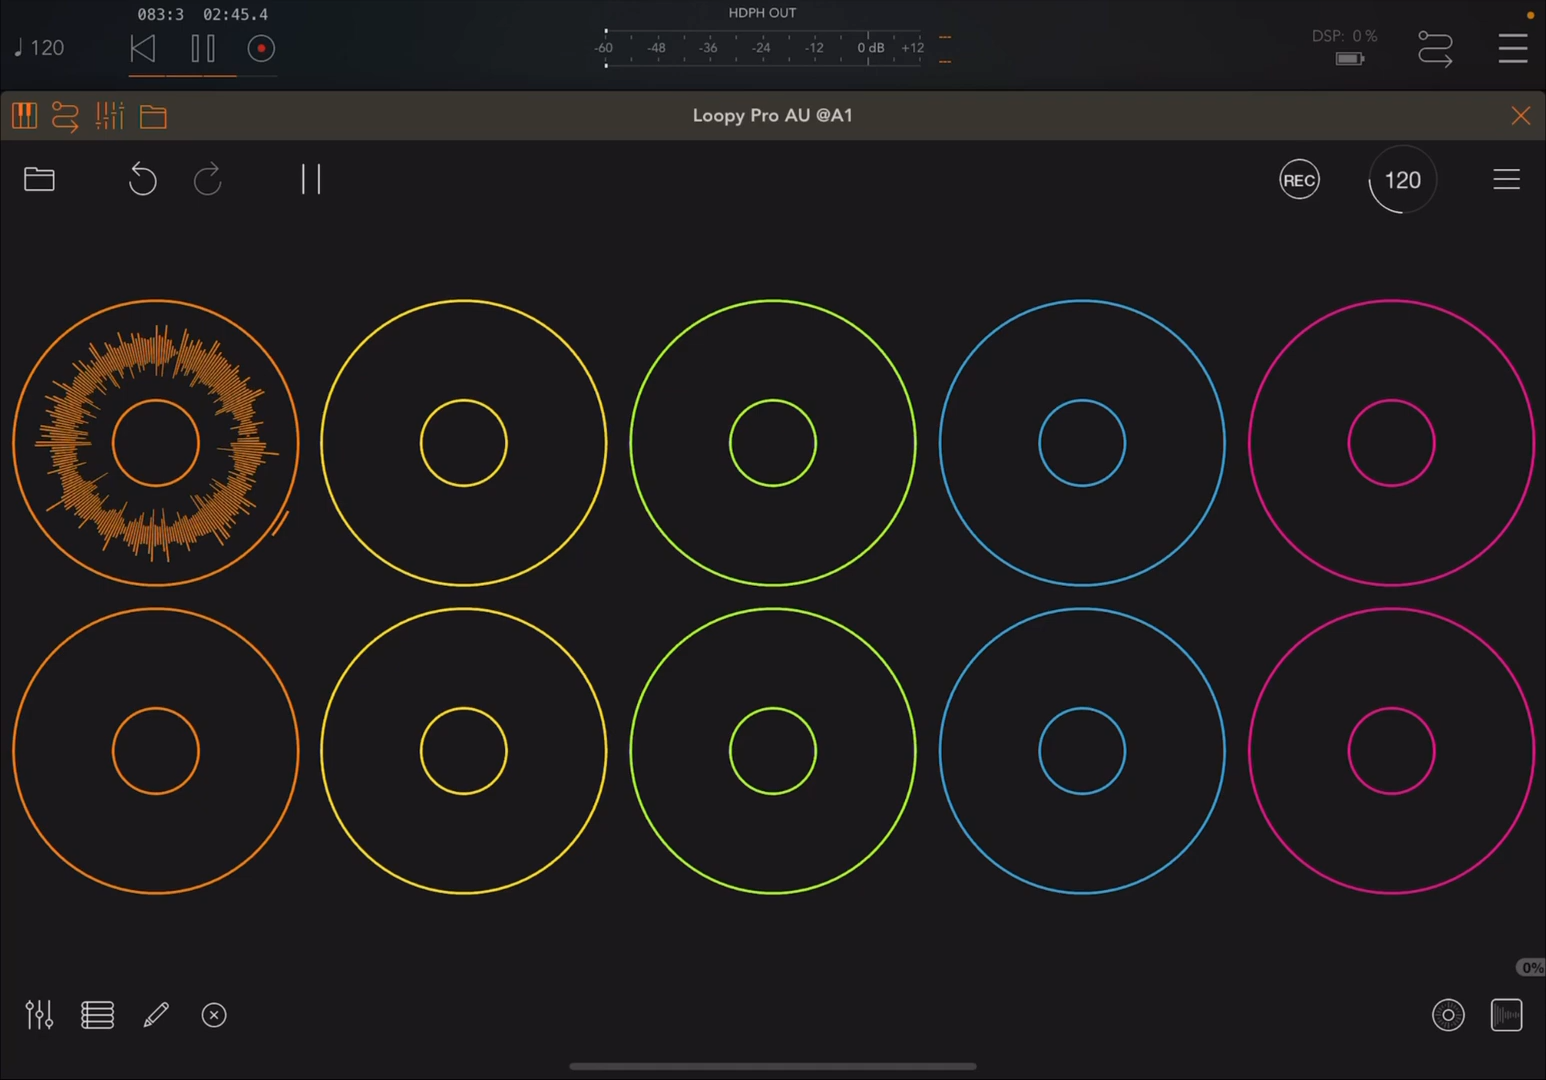 083:3 02:45.4
HDPH OUT
♩120
-60 -48 -36 -24 -12 0 dB +12
DSP: 0 %
Loopy Pro AU @A1
REC
120
0%